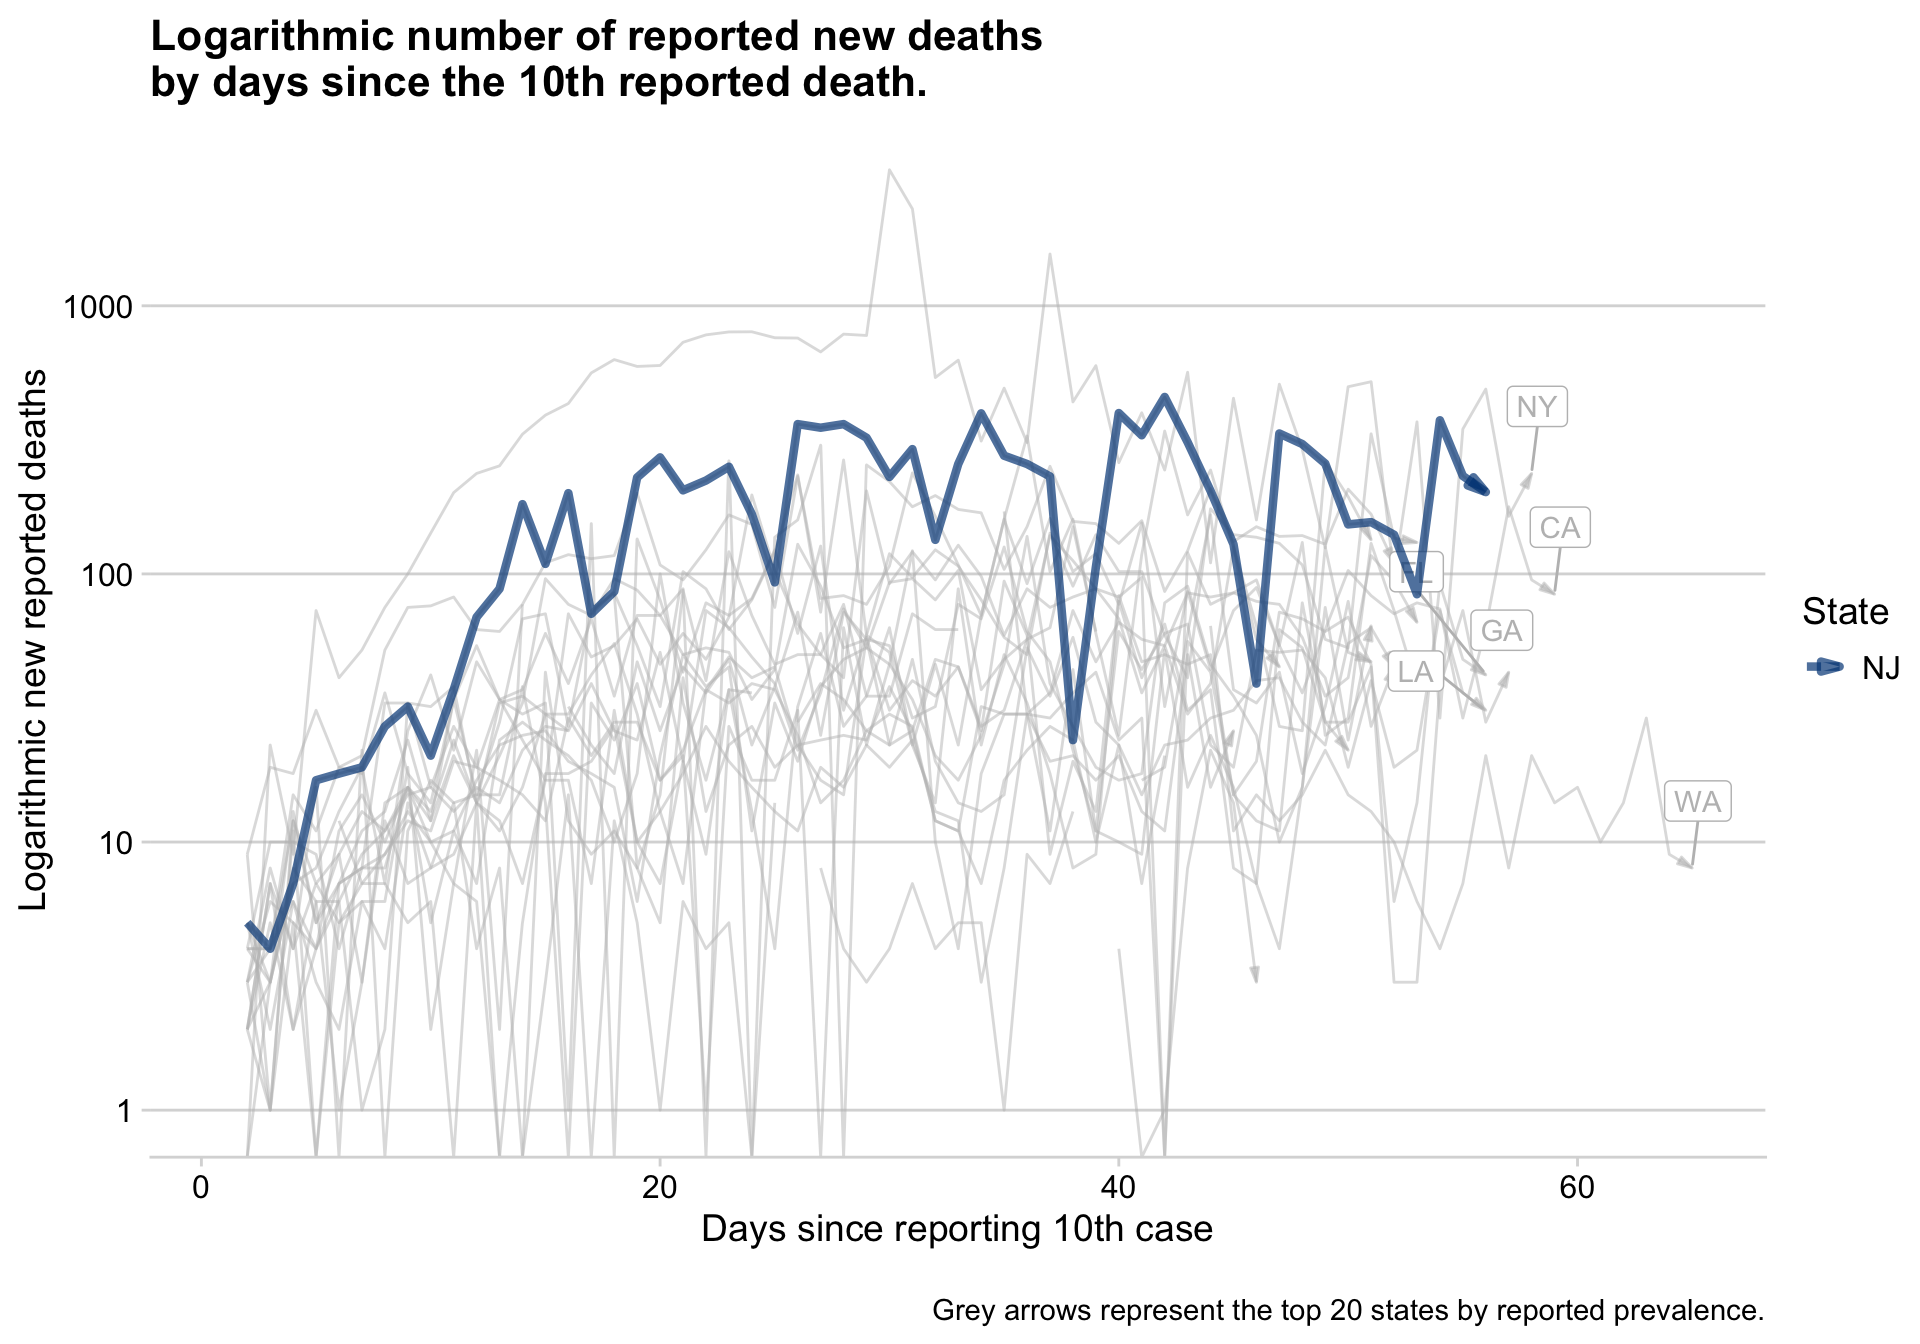 Logarithmic number of reported new deaths
by days since the 10th reported death.
Logarithmic new reported deaths
1000
100
10
1
NY
CA
FL
GA
LA
WA
State
NJ
0
20
40
60
Days since reporting 10th case
Grey arrows represent the top 20 states by reported prevalence.